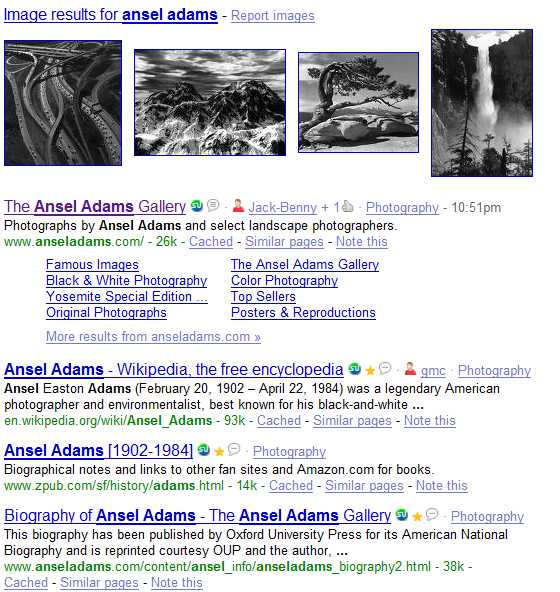 Image results for ansel adams - Report images
The Ansel Adams Gallery · Jack-Benny + 1 · Photography - 10:51pm
Photographs by Ansel Adams and select landscape photographers.
www.anseladams.com/ - 26k - Cached - Similar pages - Note this
Famous Images The Ansel Adams Gallery
Black & White Photography Color Photography
Yosemite Special Edition ... Top Sellers
Original Photographs Posters & Reproductions
More results from anseladams.com »
Ansel Adams - Wikipedia, the free encyclopedia · gmc · Photography
Ansel Easton Adams (February 20, 1902 – April 22, 1984) was a legendary American
photographer and environmentalist, best known for his black-and-white ...
en.wikipedia.org/wiki/Ansel_Adams - 93k - Cached - Similar pages - Note this
Ansel Adams [1902-1984] · Photography
Biographical notes and links to other fan sites and Amazon.com for books.
www.zpub.com/sf/history/adams.html - 14k - Cached - Similar pages - Note this
Biography of Ansel Adams - The Ansel Adams Gallery · Photography
This biography has been published by Oxford University Press for its American National
Biography and is reprinted courtesy OUP and the author, ...
www.anseladams.com/content/ansel_info/anseladams_biography2.html - 38k -
Cached - Similar pages - Note this